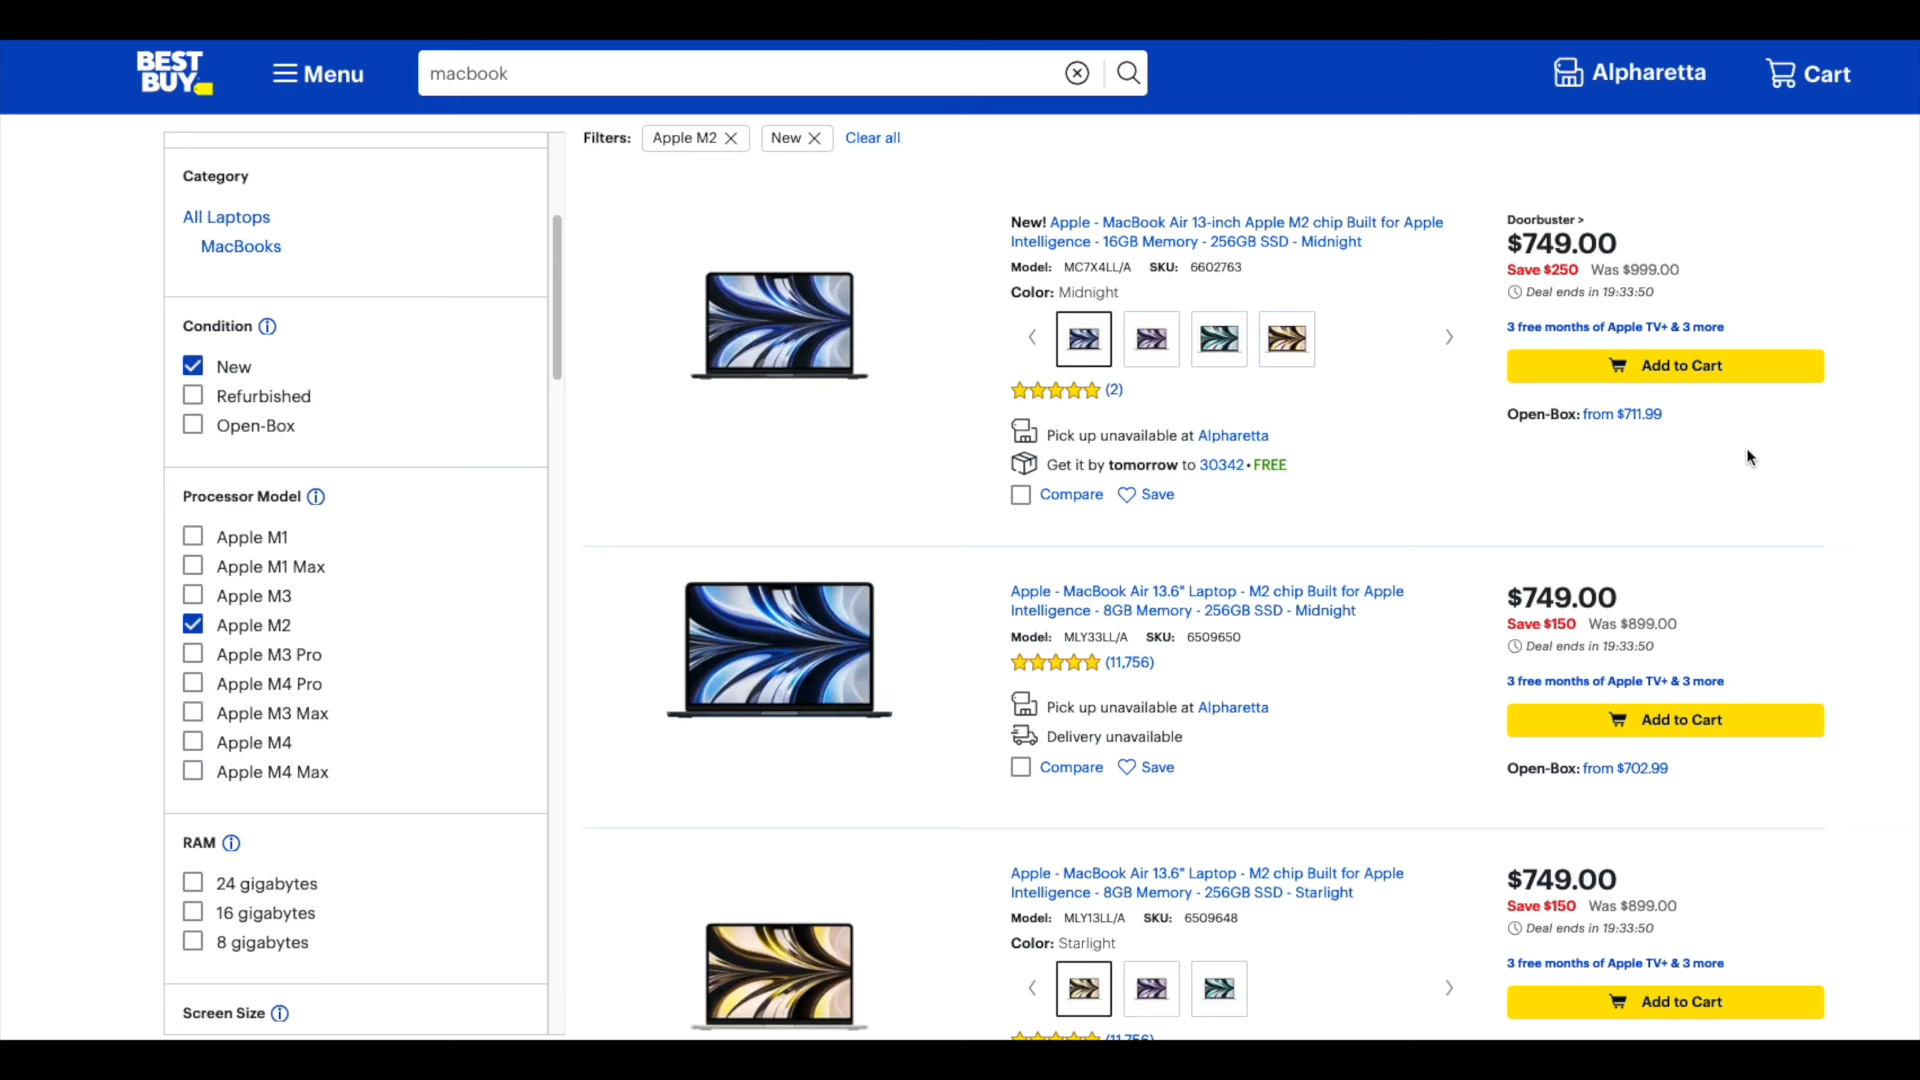 BEST
BUY
Menu
macbook
Alpharetta
Cart
Filters:
Apple M2
New
Clear all
Category
All Laptops
MacBooks
Condition
New
Refurbished
Open-Box
Processor Model
Apple M1
Apple M1 Max
Apple M3
Apple M2
Apple M3 Pro
Apple M4 Pro
Apple M3 Max
Apple M4
Apple M4 Max
RAM
24 gigabytes
16 gigabytes
8 gigabytes
Screen Size
New! Apple - MacBook Air 13-inch Apple M2 chip Built for Apple
Intelligence - 16GB Memory - 256GB SSD - Midnight
Model: MC7X4LL/A SKU: 6602763
Color: Midnight
(2)
Pick up unavailable at Alpharetta
Get it by tomorrow to 30342 • FREE
Compare
Save
Doorbuster >
$749.00
Save $250 Was $999.00
Deal ends in 19:33:50
3 free months of Apple TV+ & 3 more
Add to Cart
Open-Box: from $711.99
Apple - MacBook Air 13.6" Laptop - M2 chip Built for Apple
Intelligence - 8GB Memory - 256GB SSD - Midnight
Model: MLY33LL/A SKU: 6509650
(11,756)
Pick up unavailable at Alpharetta
Delivery unavailable
Compare
Save
$749.00
Save $150 Was $899.00
Deal ends in 19:33:50
3 free months of Apple TV+ & 3 more
Add to Cart
Open-Box: from $702.99
Apple - MacBook Air 13.6" Laptop - M2 chip Built for Apple
Intelligence - 8GB Memory - 256GB SSD - Starlight
Model: MLY13LL/A SKU: 6509648
Color: Starlight
(11,756)
$749.00
Save $150 Was $899.00
Deal ends in 19:33:50
3 free months of Apple TV+ & 3 more
Add to Cart